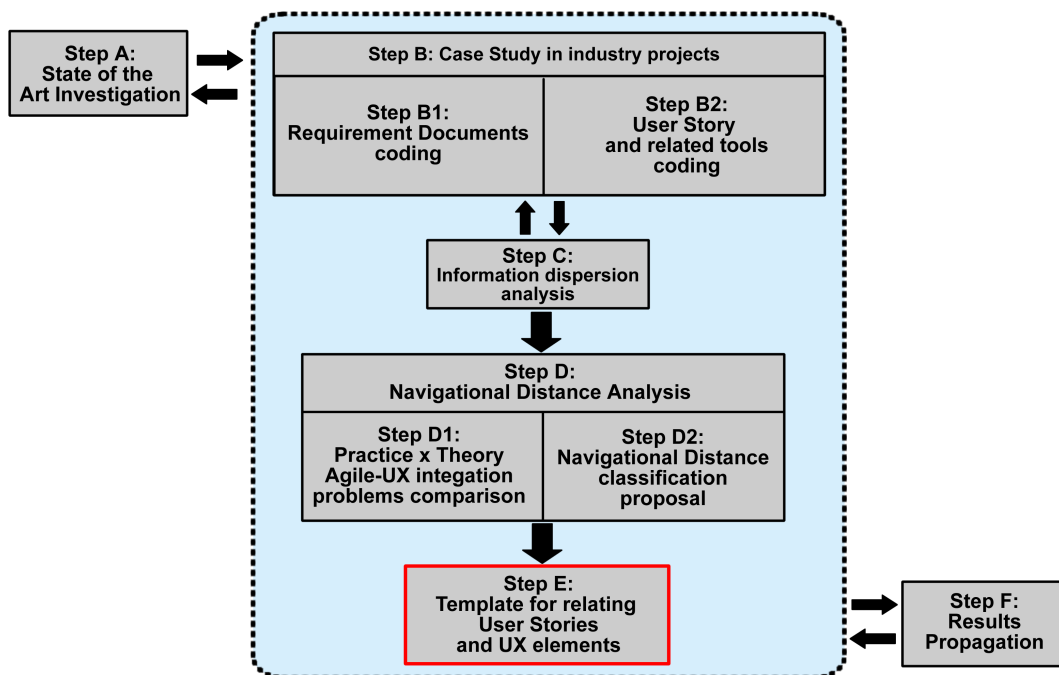 Step A:
State of the
Art Investigation
Step B: Case Study in industry projects
Step B1:
Requirement Documents
coding
Step B2:
User Story
and related tools
coding
Step C:
Information dispersion
analysis
Step D:
Navigational Distance Analysis
Step D1:
Practice x Theory
Agile-UX integation
problems comparison
Step D2:
Navigational Distance
classification
proposal
Step E:
Template for relating
User Stories
and UX elements
Step F:
Results
Propagation